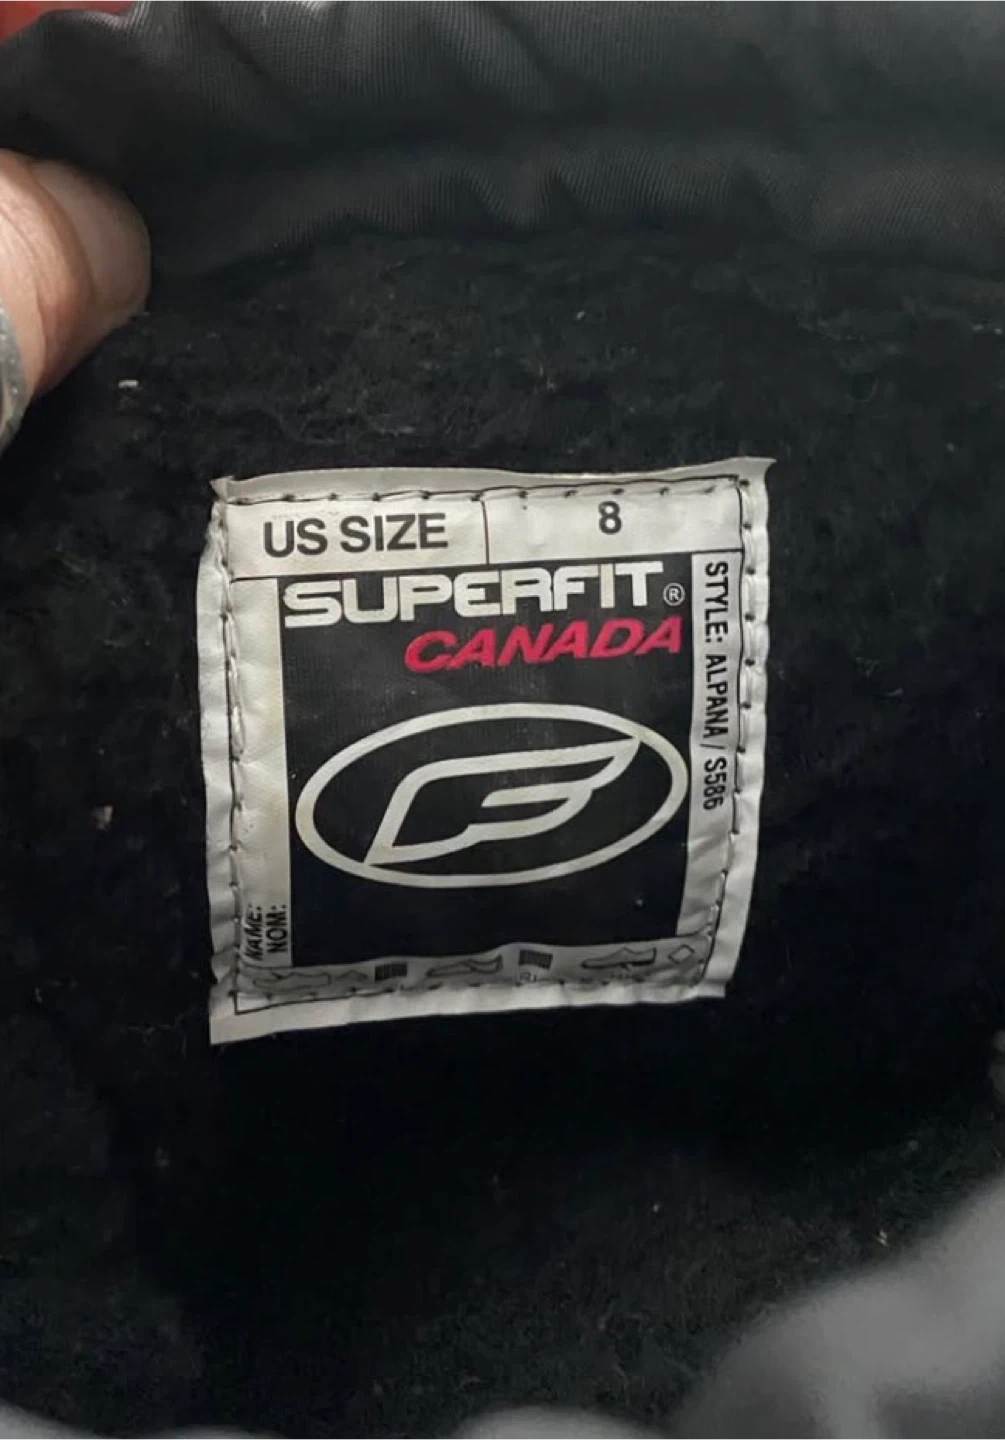 US SIZE 8
SUPERFIT®
CANADA
STYLE: ALPANA / S586
NAME:
NOM: